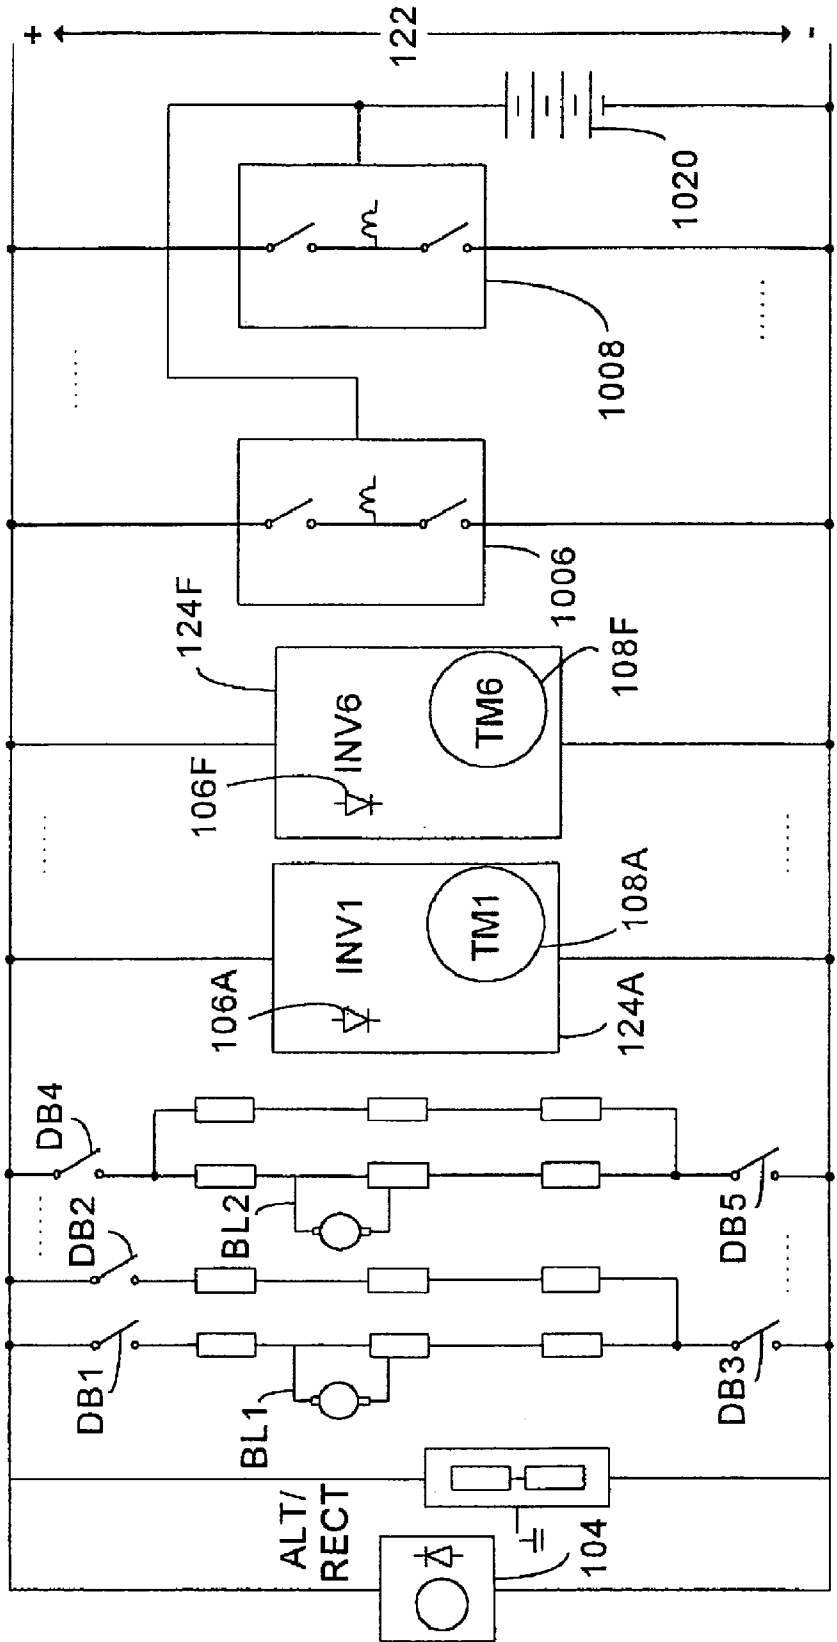 ALT/
RECT
104
BL1
DB1
DB2
DB3
BL2
DB4
DB5
106A
INV1
TM1
108A
124A
106F
124F
INV6
TM6
108F
1006
1008
1020
+
122
-